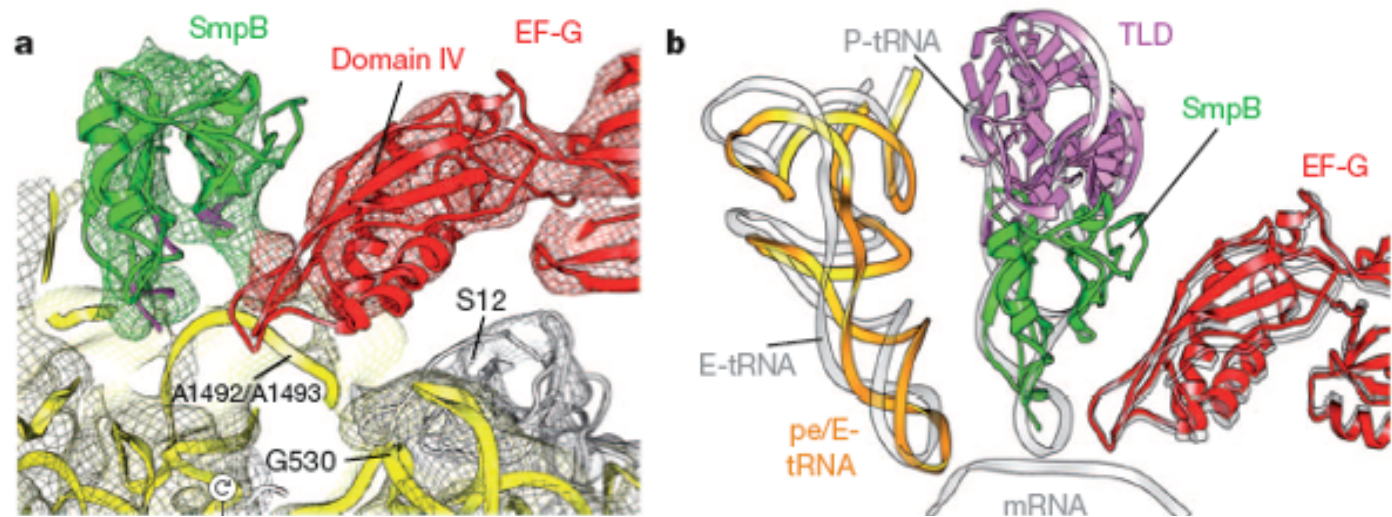 a
SmpB
EF-G
Domain IV
S12
A1492/A1493
G530
b
P-tRNA
TLD
SmpB
EF-G
E-tRNA
pe/E-
tRNA
mRNA